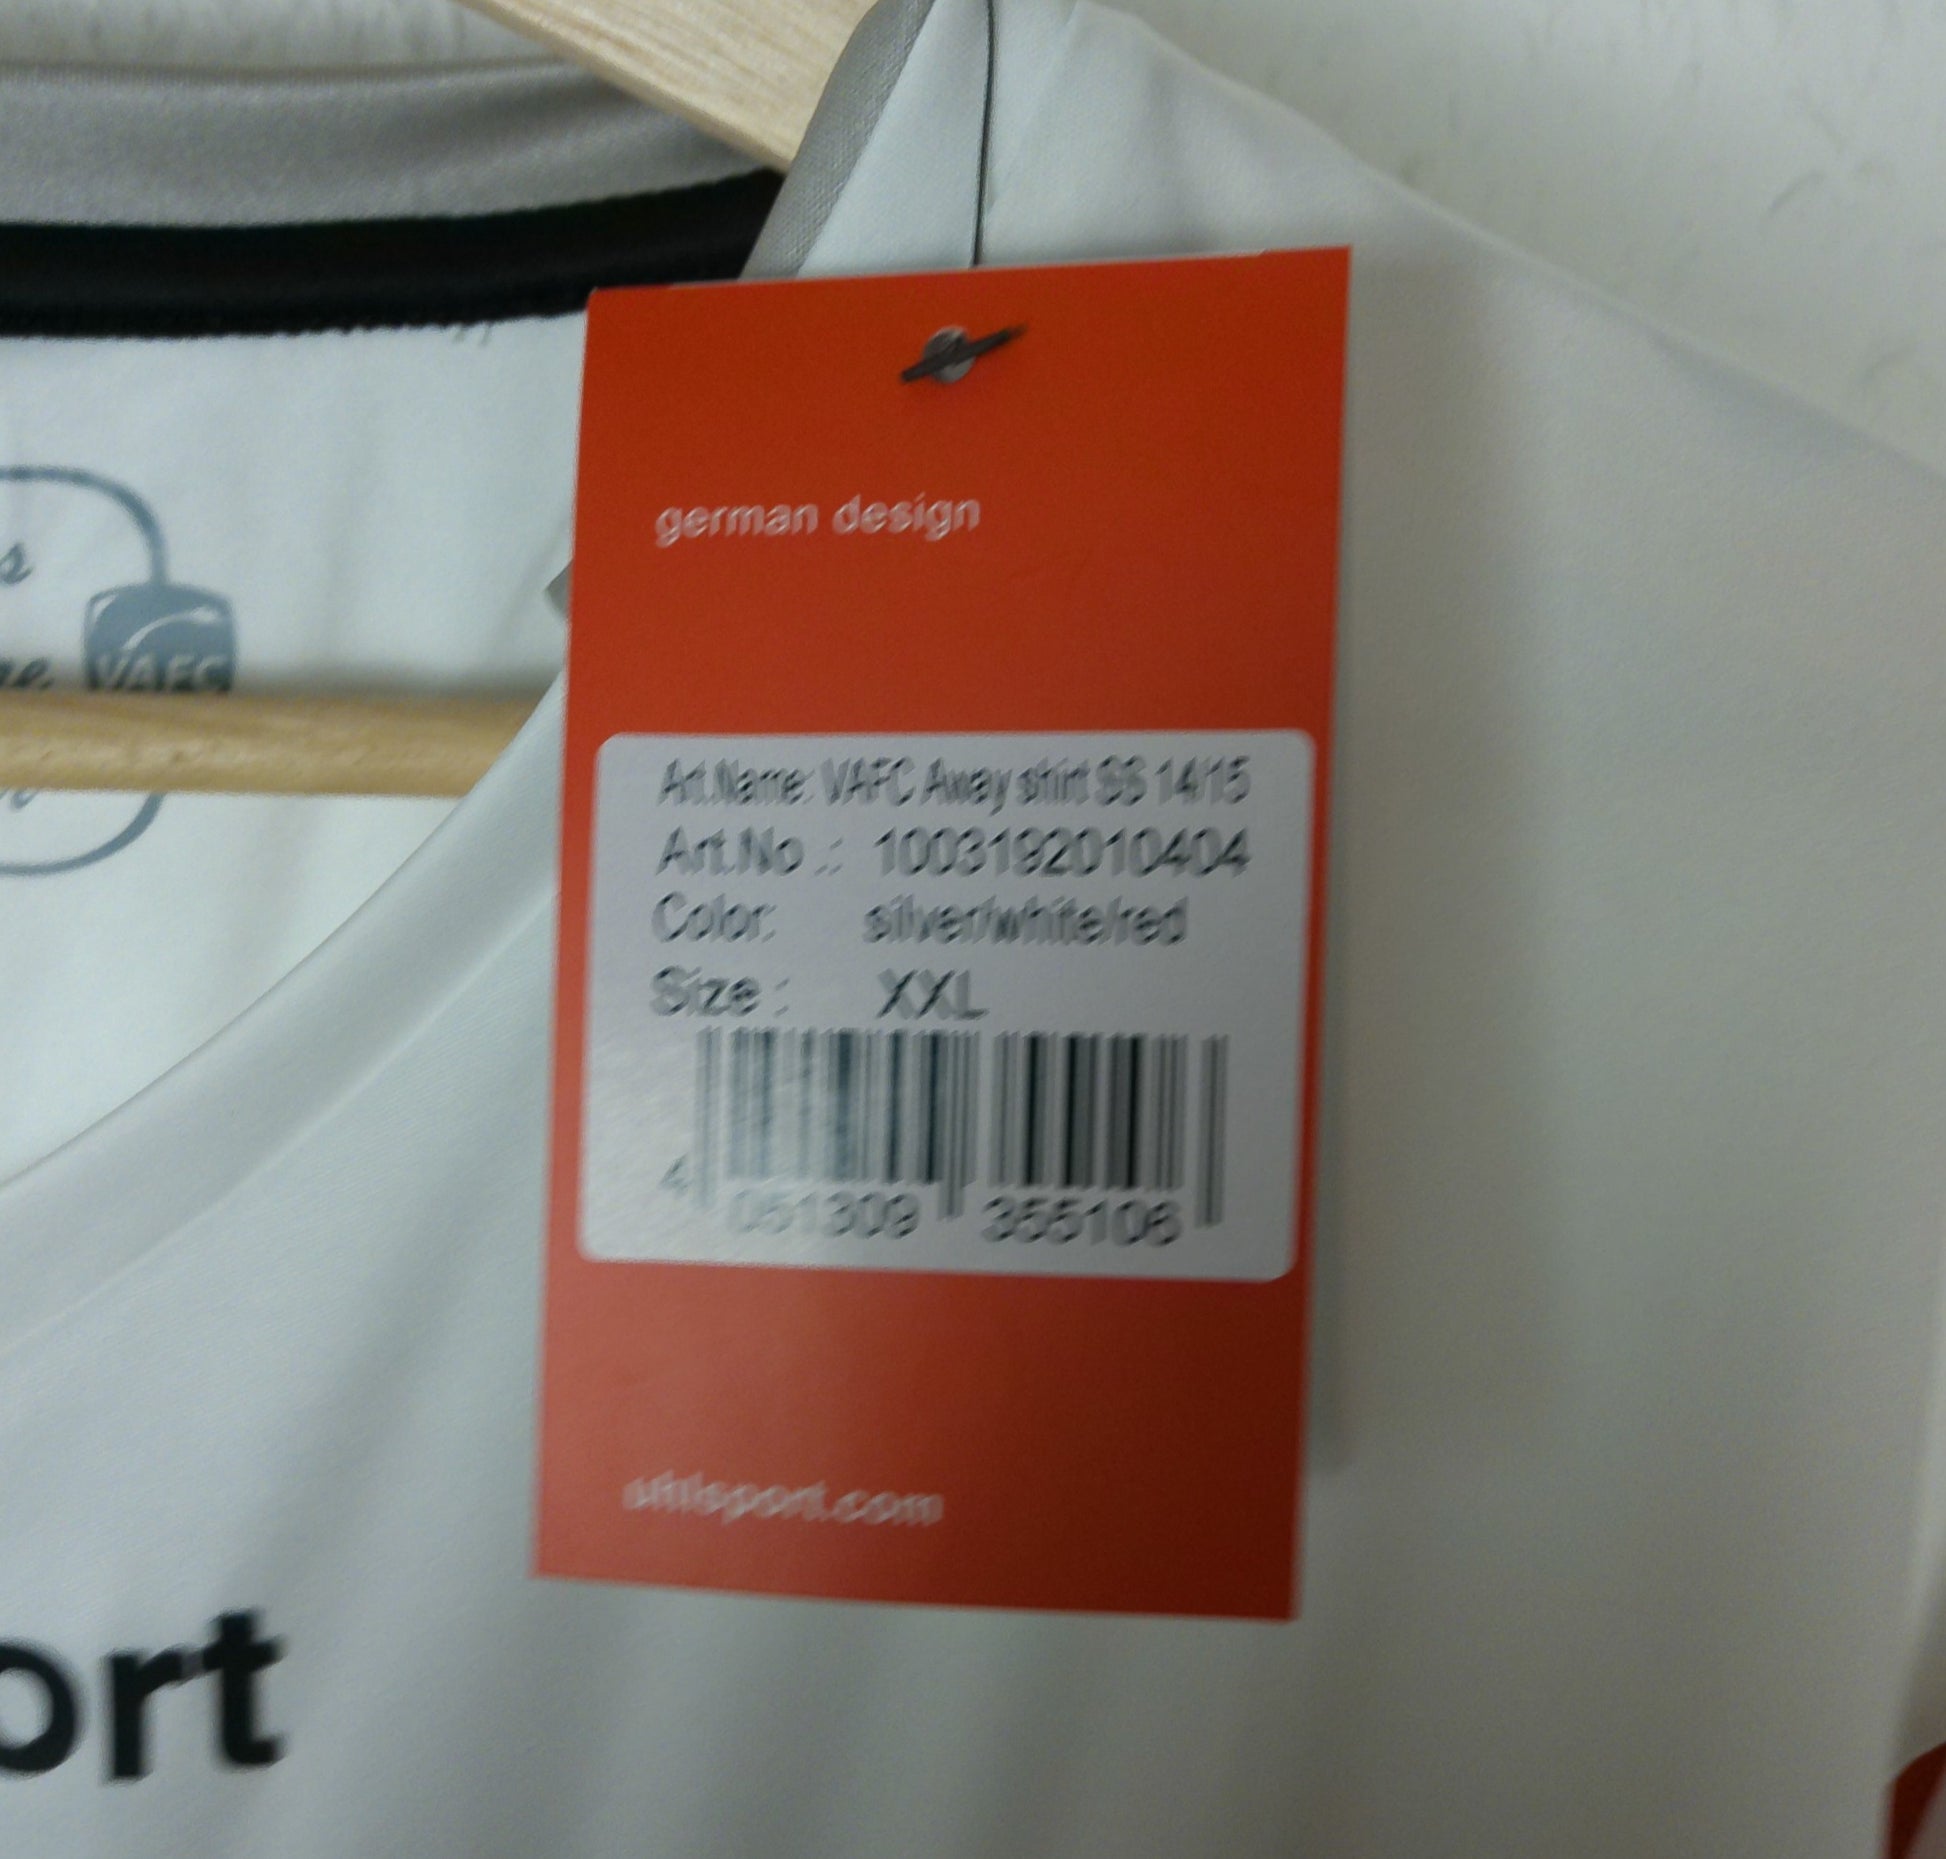 german design
s
VAFC
Art.Name: VAFC Away shirt SS 14/15
Art.No .: 1003192010404
Color: silver/white/red
Size : XXL
4 051309 355106
uhlsport.com
ort